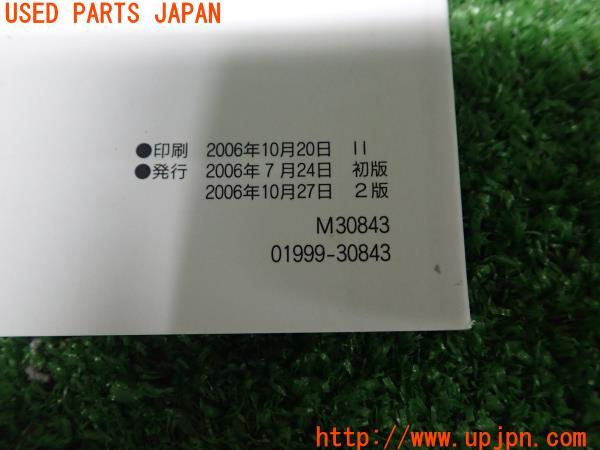 USED PARTS JAPAN
●印刷 2006年10月20日 II
●発行 2006年7月24日 初版
2006年10月27日 2版
M30843
01999-30843
http://www.upjpn.com